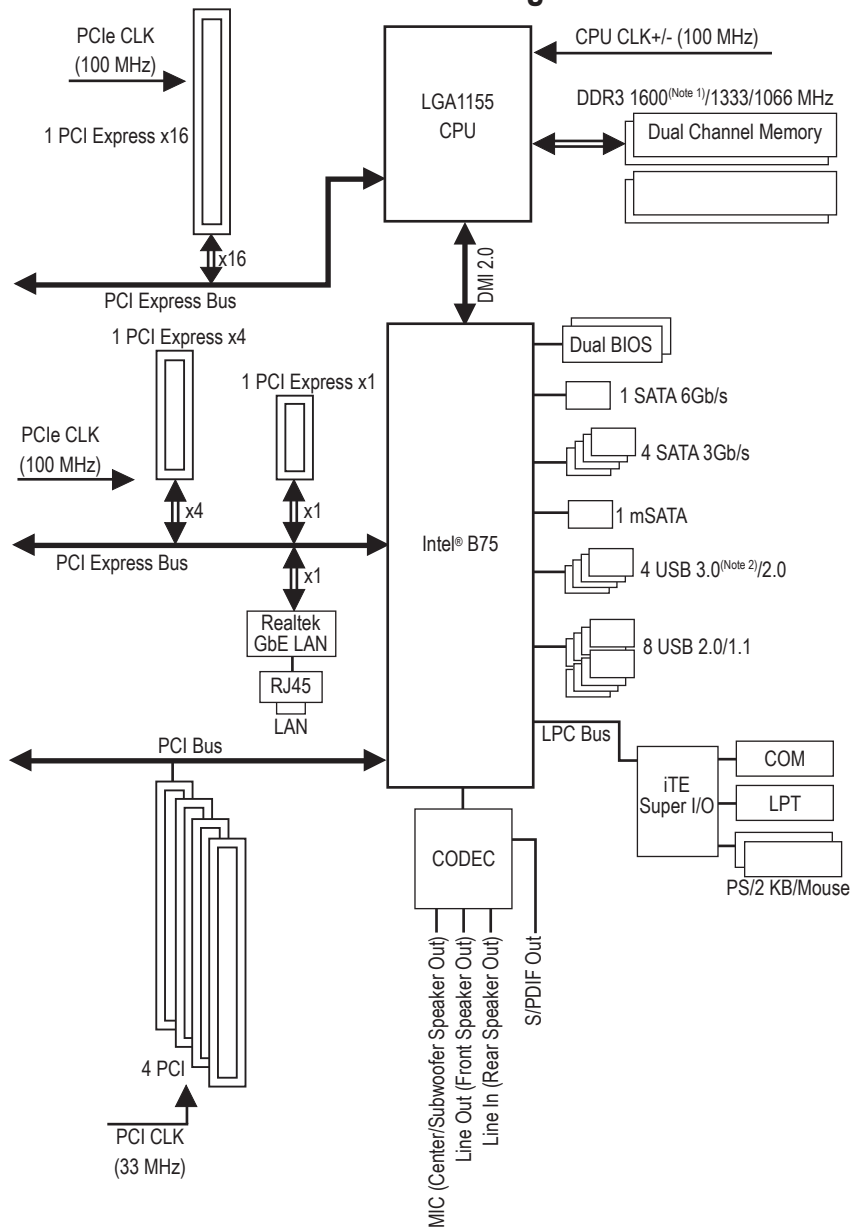 PCIe CLK
(100 MHz)
1 PCI Express x16
x16
PCI Express Bus
LGA1155
CPU
CPU CLK+/- (100 MHz)
DDR3 1600(Note 1)/1333/1066 MHz
Dual Channel Memory
DMI 2.0
1 PCI Express x4
1 PCI Express x1
PCIe CLK
(100 MHz)
x4
x1
PCI Express Bus
x1
Realtek
GbE LAN
RJ45
LAN
Intel® B75
Dual BIOS
1 SATA 6Gb/s
4 SATA 3Gb/s
1 mSATA
4 USB 3.0(Note 2)/2.0
8 USB 2.0/1.1
LPC Bus
iTE
Super I/O
COM
LPT
PS/2 KB/Mouse
PCI Bus
4 PCI
PCI CLK
(33 MHz)
CODEC
MIC (Center/Subwoofer Speaker Out)
Line Out (Front Speaker Out)
Line In (Rear Speaker Out)
S/PDIF Out